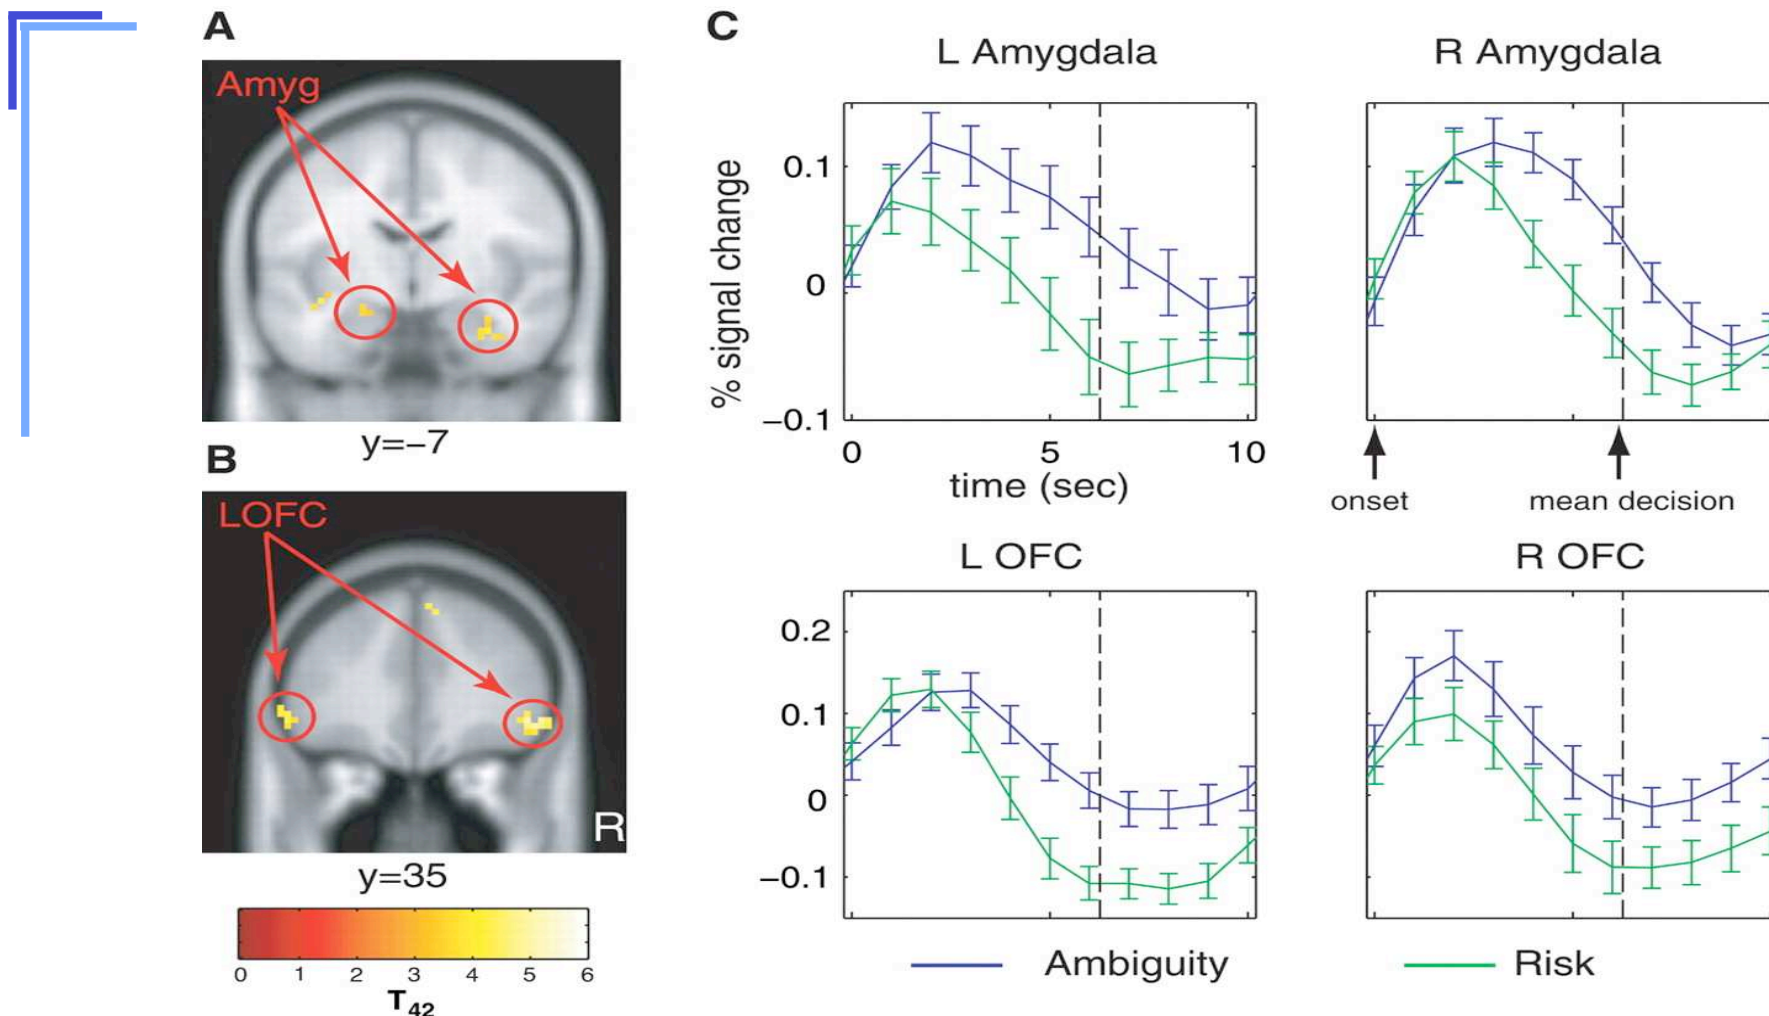 A
Amyg
y=−7
B
LOFC
R
y=35
0 1 2 3 4 5 6
T42
C
L Amygdala
R Amygdala
% signal change
0.1
0
−0.1
0 5 10
time (sec)
onset
mean decision
L OFC
R OFC
0.2
0.1
0
−0.1
Ambiguity
Risk